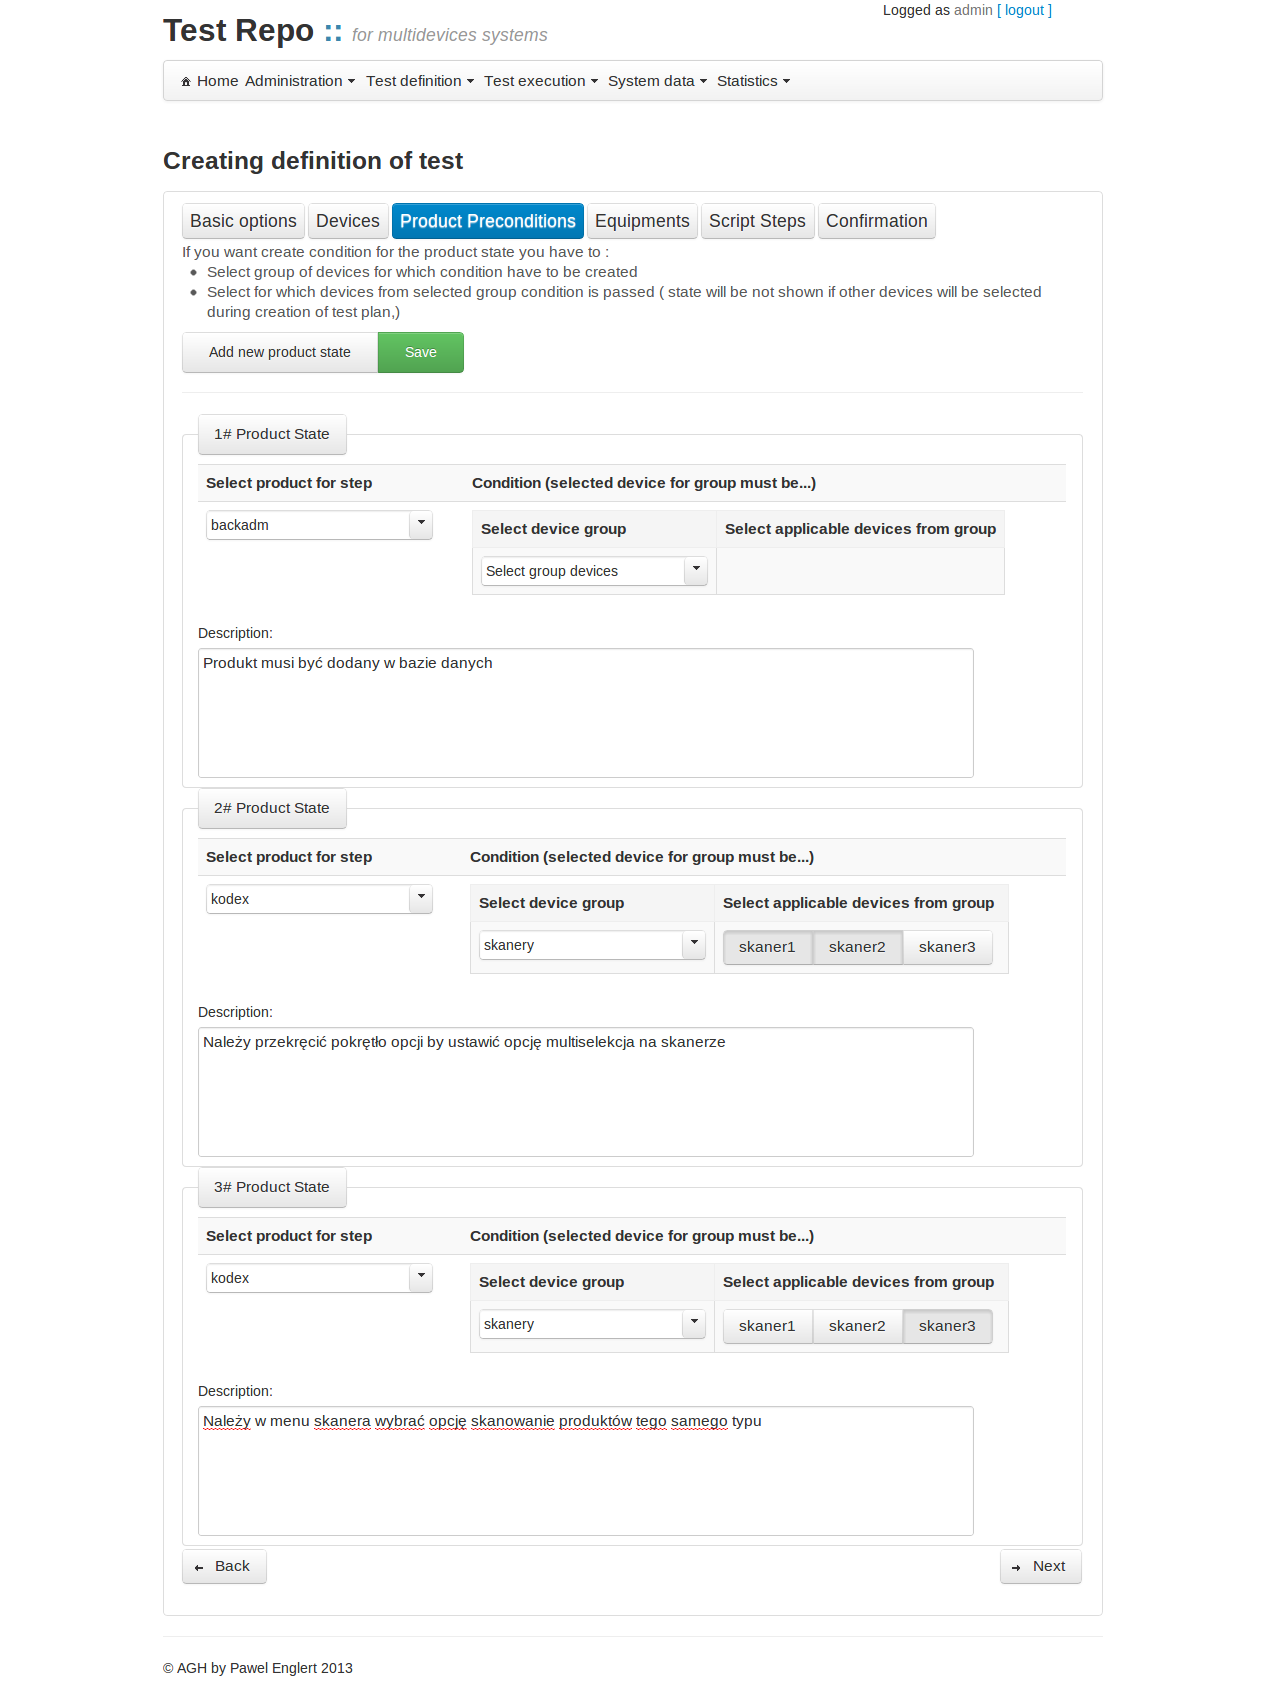 Logged as admin [ logout ]
Test Repo :: for multidevices systems
Home Administration Test definition Test execution System data Statistics
Creating definition of test
Basic options Devices Product Preconditions Equipments Script Steps Confirmation
If you want create condition for the product state you have to :
Select group of devices for which condition have to be created
Select for which devices from selected group condition is passed ( state will be not shown if other devices will be selected
during creation of test plan,)
Add new product state Save
1# Product State
Select product for step Condition (selected device for group must be...)
backadm Select device group Select applicable devices from group
Select group devices
Description:
Produkt musi być dodany w bazie danych
2# Product State
Select product for step Condition (selected device for group must be...)
kodex Select device group Select applicable devices from group
skanery skaner1 skaner2 skaner3
Description:
Należy przekręcić pokrętło opcji by ustawić opcję multiselekcja na skanerze
3# Product State
Select product for step Condition (selected device for group must be...)
kodex Select device group Select applicable devices from group
skanery skaner1 skaner2 skaner3
Description:
Należy w menu skanera wybrać opcję skanowanie produktów tego samego typu
Back Next
© AGH by Pawel Englert 2013